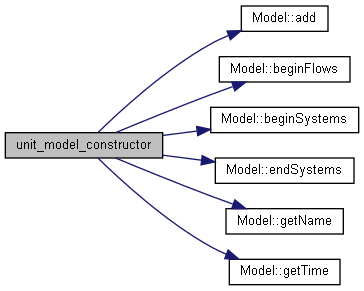 Model::add
Model::beginFlows
Model::beginSystems
unit_model_constructor
Model::endSystems
Model::getName
Model::getTime